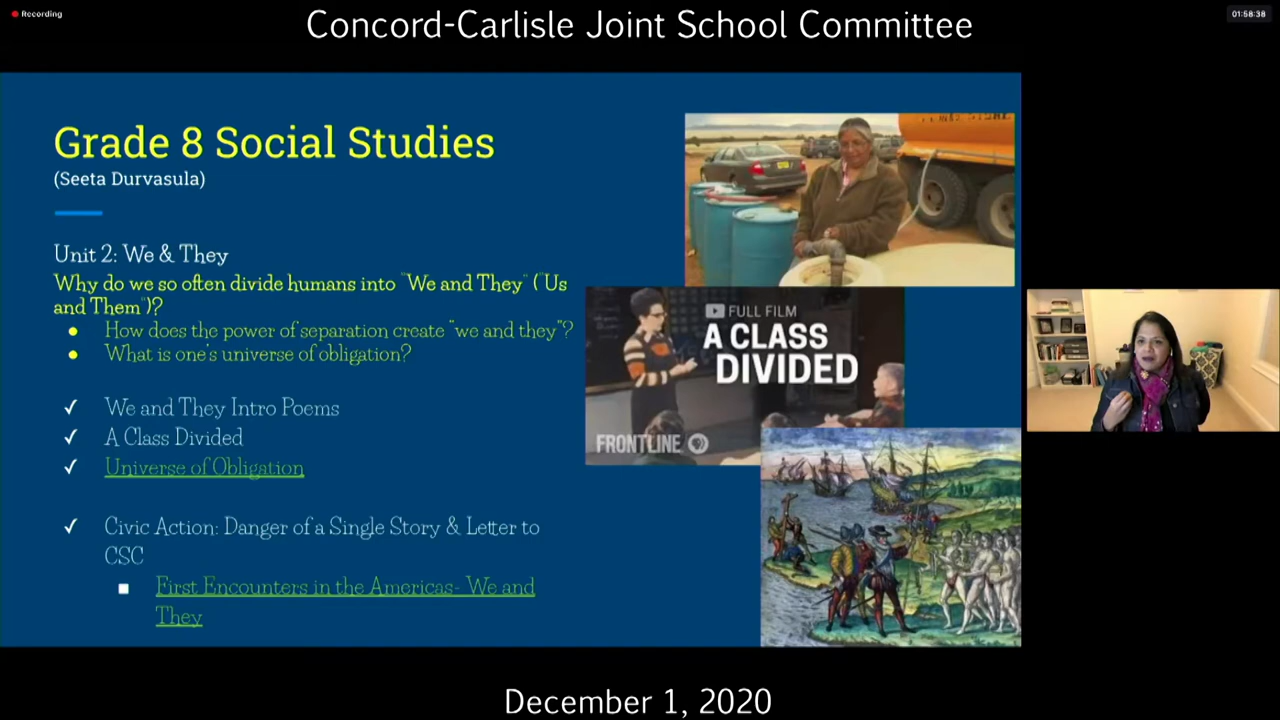 Recording
01:58:38
Concord-Carlisle Joint School Committee
Grade 8 Social Studies
(Seeta Durvasula)
Unit 2: We & They
Why do we so often divide humans into "We and They" ("Us
and Them")?
● How does the power of separation create "we and they"?
● What is one's universe of obligation?
✓ We and They Intro Poems
✓ A Class Divided
✓ Universe of Obligation
✓ Civic Action: Danger of a Single Story & Letter to
CSC
■ First Encounters in the Americas- We and
They
FULL FILM
A CLASS
DIVIDED
FRONTLINE
December 1, 2020